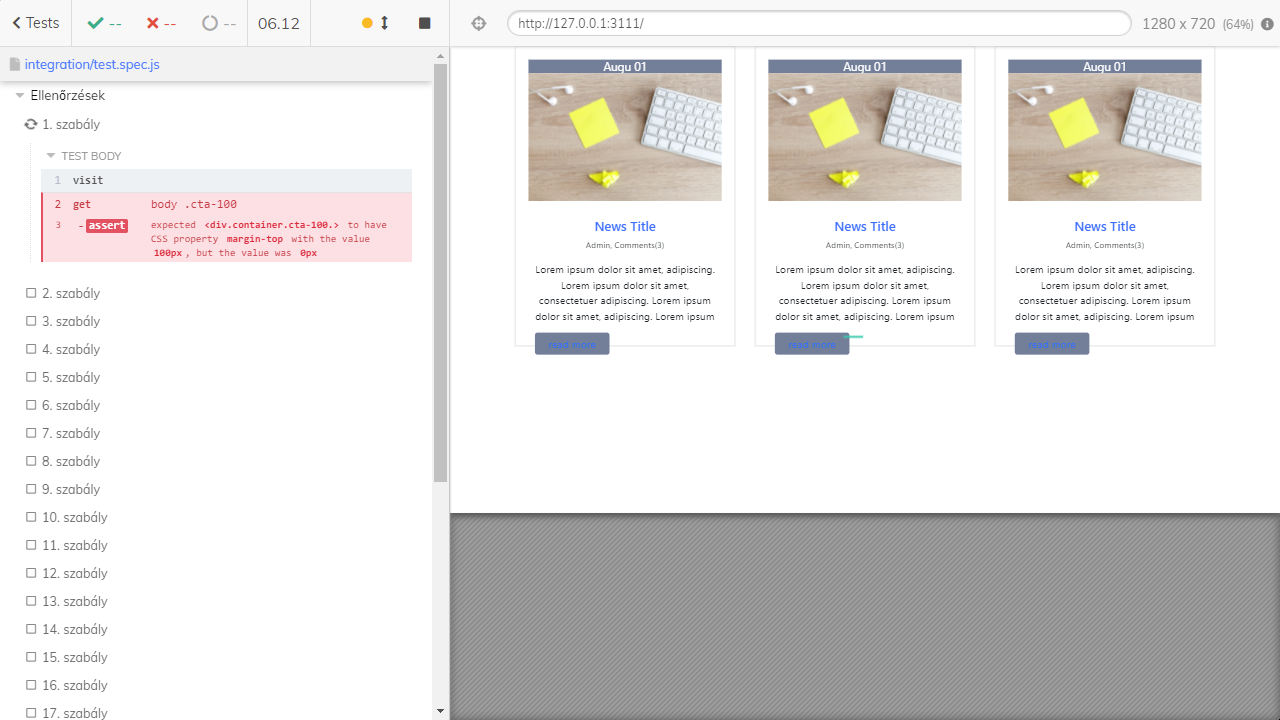 Tests
--
--
--
06.12
http://127.0.0.1:3111/
1280 x 720 (64%)
integration/test.spec.js
Ellenőrzések
1. szabály
TEST BODY
1 visit
2 get body .cta-100
3 - assert expected <div.container.cta-100.> to have
CSS property margin-top with the value
100px , but the value was 0px
2. szabály
3. szabály
4. szabály
5. szabály
6. szabály
7. szabály
8. szabály
9. szabály
10. szabály
11. szabály
12. szabály
13. szabály
14. szabály
15. szabály
16. szabály
17. szabály
Augu 01
News Title
Admin, Comments(3)
Lorem ipsum dolor sit amet, adipiscing.
Lorem ipsum dolor sit amet,
consectetuer adipiscing. Lorem ipsum
dolor sit amet, adipiscing. Lorem ipsum
read more
Augu 01
News Title
Admin, Comments(3)
Lorem ipsum dolor sit amet, adipiscing.
Lorem ipsum dolor sit amet,
consectetuer adipiscing. Lorem ipsum
dolor sit amet, adipiscing. Lorem ipsum
read more
Augu 01
News Title
Admin, Comments(3)
Lorem ipsum dolor sit amet, adipiscing.
Lorem ipsum dolor sit amet,
consectetuer adipiscing. Lorem ipsum
dolor sit amet, adipiscing. Lorem ipsum
read more